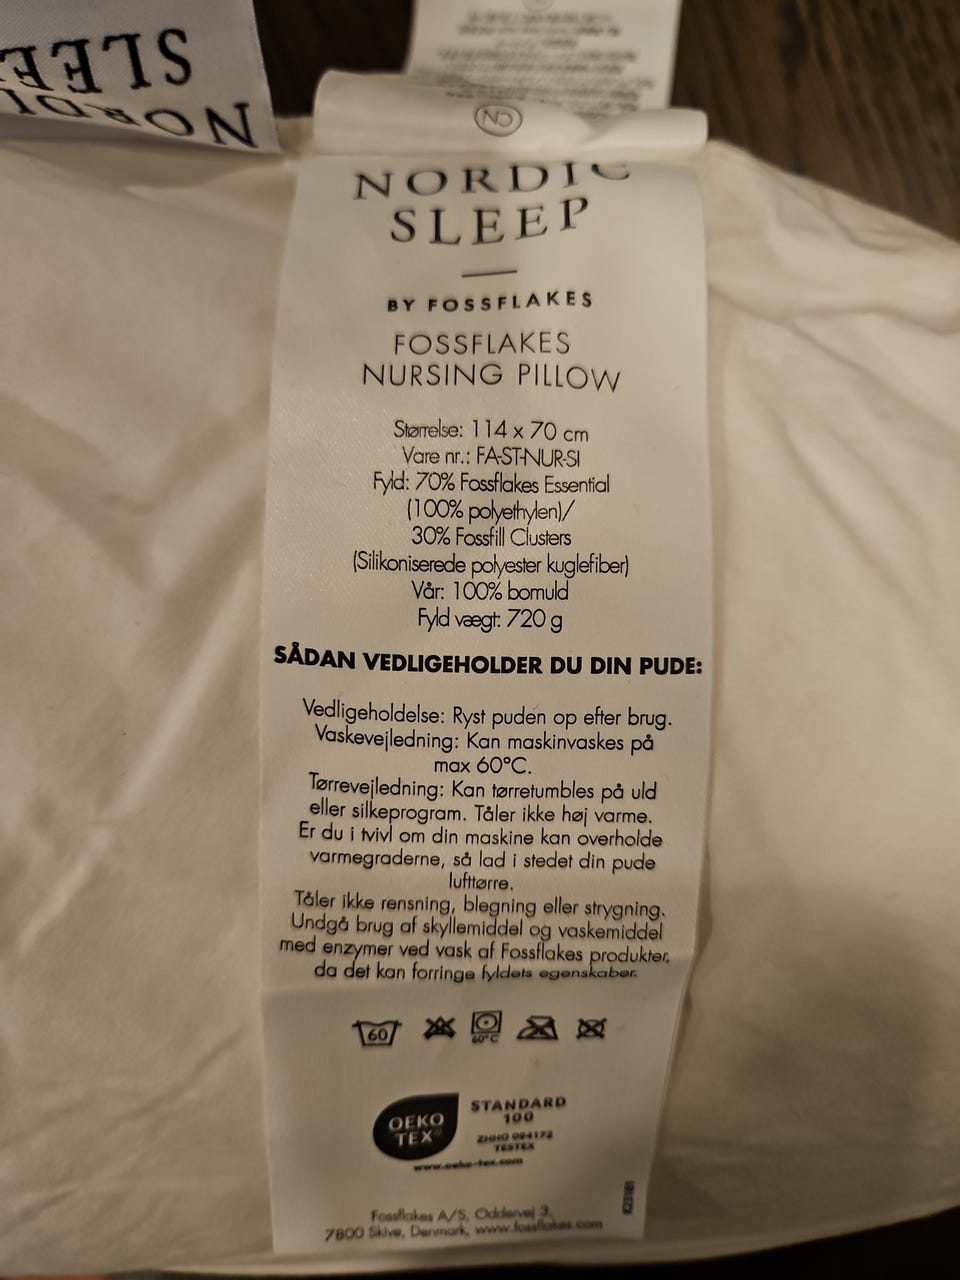 NORDI
SLEE
ND
NORDIC
SLEEP
BY FOSSFLAKES
FOSSFLAKES
NURSING PILLOW
Størrelse: 114 x 70 cm
Vare nr.: FA-ST-NUR-SI
Fyld: 70% Fossflakes Essential
(100% polyethylen)/
30% Fossfill Clusters
(Silikoniserede polyester kuglefiber)
Vår: 100% bomuld
Fyld vægt: 720 g
SÅDAN VEDLIGEHOLDER DU DIN PUDE:
Vedligeholdelse: Ryst puden op efter brug.
Vaskevejledning: Kan maskinvaskes på
max 60°C.
Tørrevejledning: Kan tørretumbles på uld
eller silkeprogram. Tåler ikke høj varme.
Er du i tvivl om din maskine kan overholde
varmegraderne, så lad i stedet din pude
lufttørre.
Tåler ikke rensning, blegning eller strygning.
Undgå brug af skyllemiddel og vaskemiddel
med enzymer ved vask af Fossflakes produkter,
da det kan forringe fyldets egenskaber.
60
60°C
OEKO
TEX®
STANDARD
100
ZHHO 094172
TESTEX
www.oeko-tex.com
Fossflakes A/S, Oddervej 3,
7800 Skive, Denmark, www.fossflakes.com